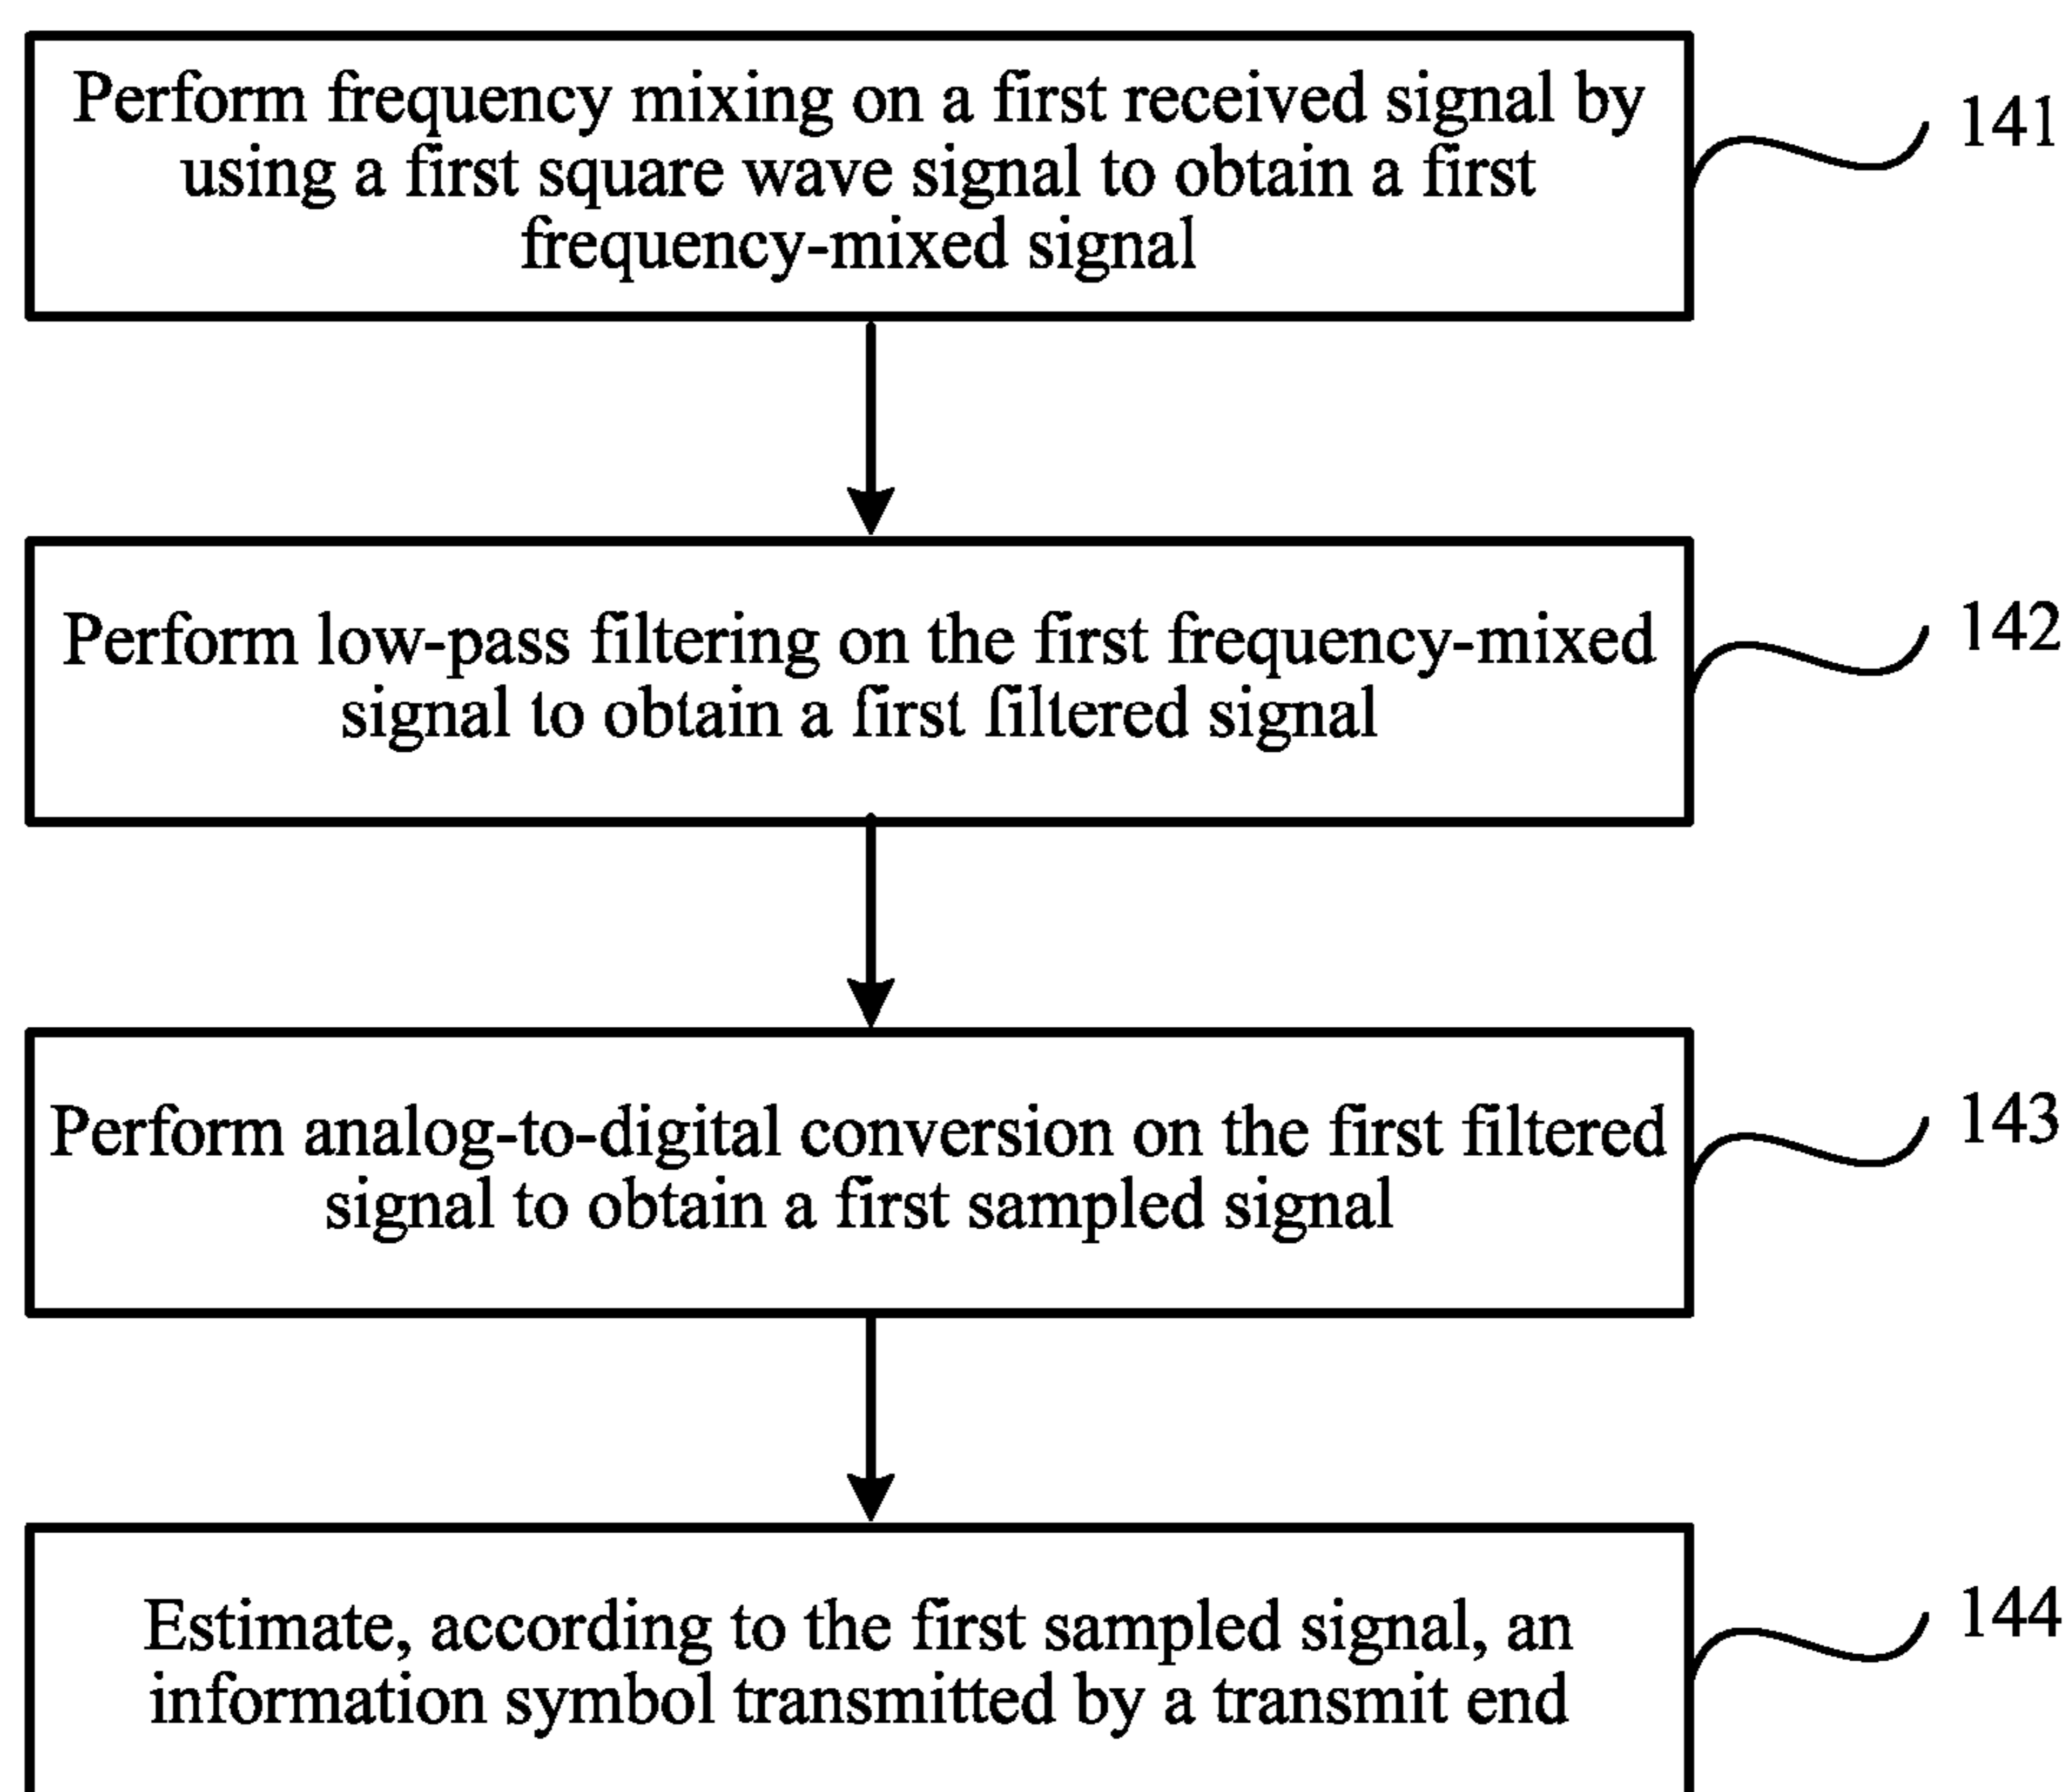 Perform frequency mixing on a first received signal by
using a first square wave signal to obtain a first
frequency-mixed signal
141
Perform low-pass filtering on the first frequency-mixed
signal to obtain a first filtered signal
142
Perform analog-to-digital conversion on the first filtered
signal to obtain a first sampled signal
143
Estimate, according to the first sampled signal, an
information symbol transmitted by a transmit end
144